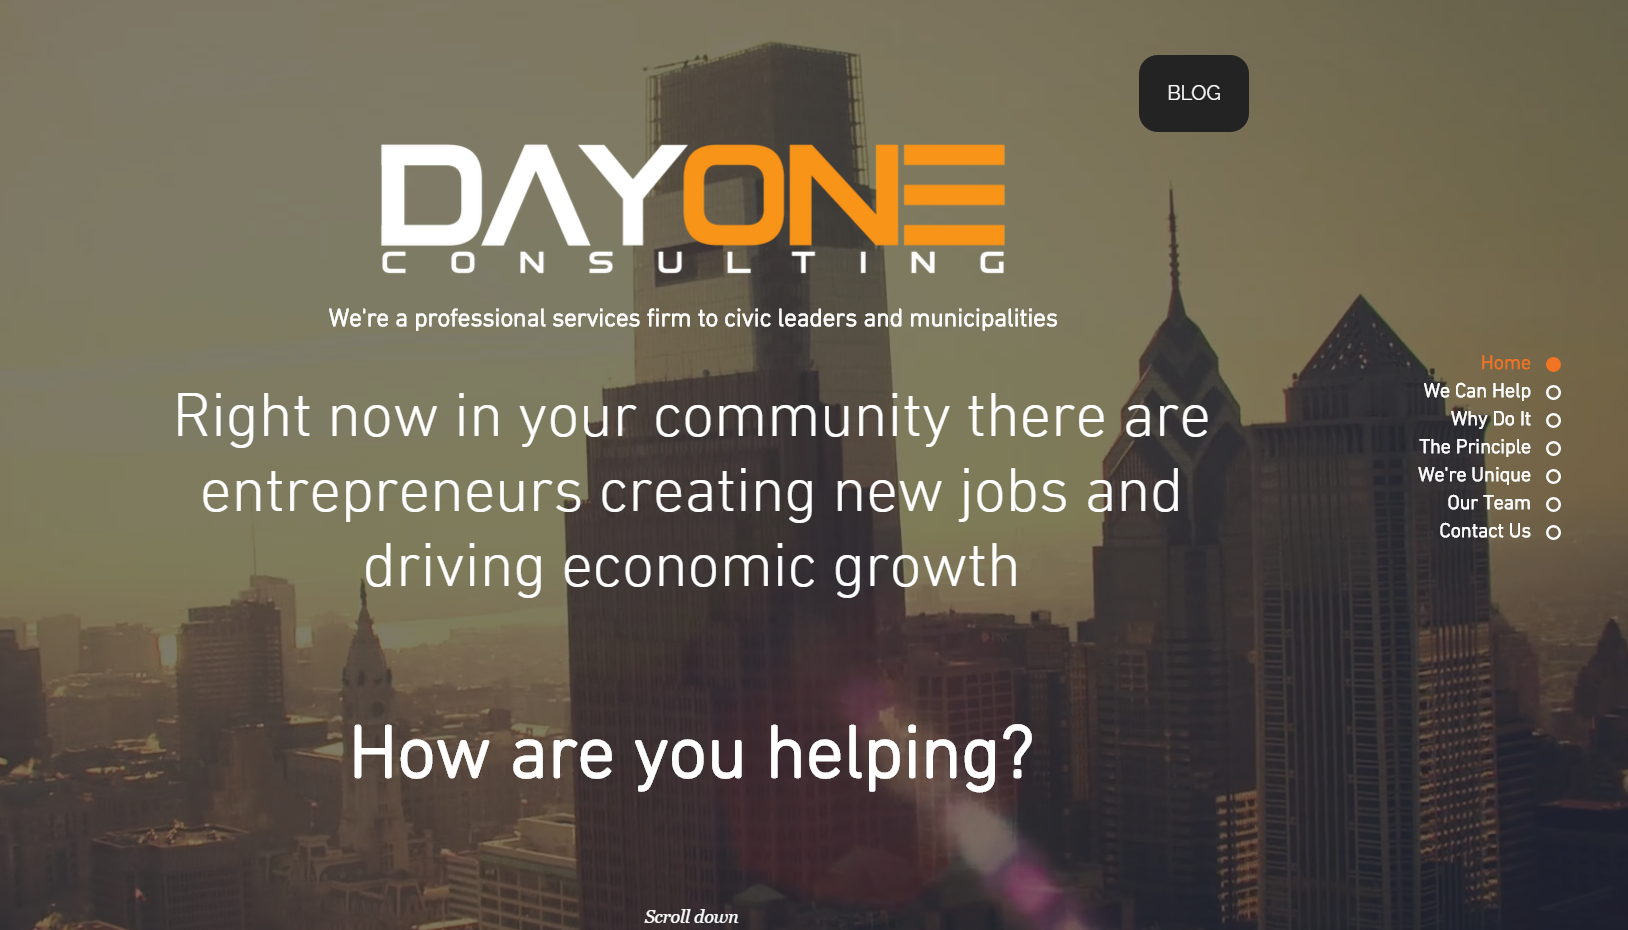 BLOG
DAYONE
CONSULTING
We're a professional services firm to civic leaders and municipalities
Right now in your community there are
entrepreneurs creating new jobs and
driving economic growth
How are you helping?
Scroll down
Home
We Can Help
Why Do It
The Principle
We're Unique
Our Team
Contact Us